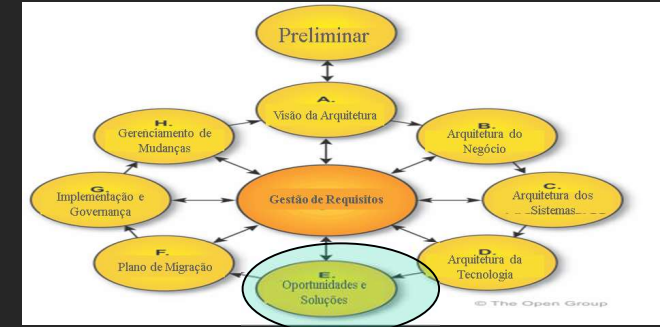 Preliminar
A.
Visão da Arquitetura
B.
Arquitetura do
Negócio
C.
Arquitetura dos
Sistemas
D.
Arquitetura da
Tecnologia
E.
Oportunidades e
Soluções
F.
Plano de Migração
G.
Implementação e
Governança
H.
Gerenciamento de
Mudanças
Gestão de Requisitos
© The Open Group